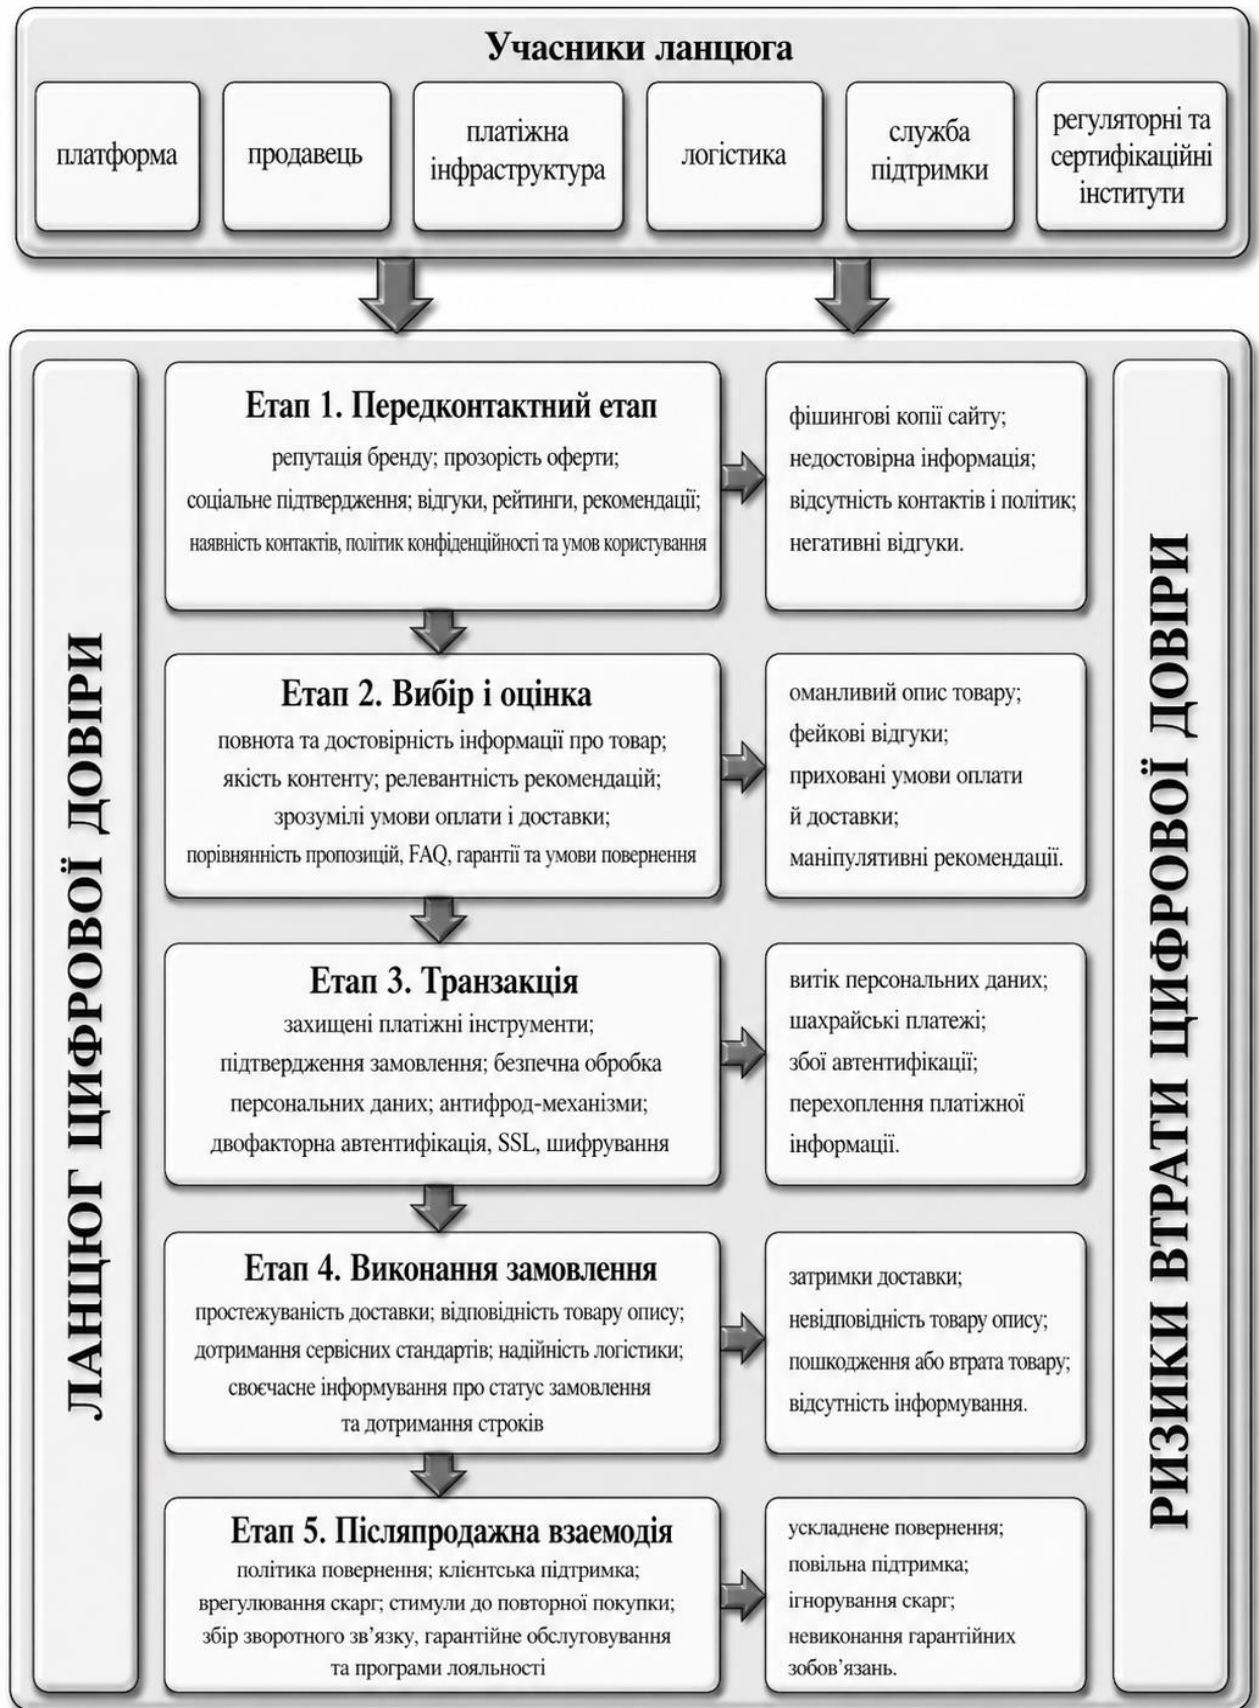 Учасники ланцюга
платформа
продавець
платіжна
інфраструктура
логістика
служба
підтримки
регуляторні та
сертифікаційні
інститути
ЛАНЦЮГ ЦИФРОВОЇ ДОВІРИ
Етап 1. Передконтактний етап
репутація бренду; прозорість оферти;
соціальне підтвердження; відгуки, рейтинги, рекомендації;
наявність контактів, політик конфіденційності та умов користування
фішингові копії сайту;
недостовірна інформація;
відсутність контактів і політик;
негативні відгуки.
Етап 2. Вибір і оцінка
повнота та достовірність інформації про товар;
якість контенту; релевантність рекомендацій;
зрозумілі умови оплати і доставки;
порівнянність пропозицій, FAQ, гарантії та умови повернення
оманливий опис товару;
фейкові відгуки;
приховані умови оплати
й доставки;
маніпулятивні рекомендації.
Етап 3. Транзакція
захищені платіжні інструменти;
підтвердження замовлення; безпечна обробка
персональних даних; антифрод-механізми;
двофакторна автентифікація, SSL, шифрування
витік персональних даних;
шахрайські платежі;
збої автентифікації;
перехоплення платіжної
інформації.
Етап 4. Виконання замовлення
простежуваність доставки; відповідність товару опису;
дотримання сервісних стандартів; надійність логістики;
своєчасне інформування про статус замовлення
та дотримання строків
затримки доставки;
невідповідність товару опису;
пошкодження або втрата товару;
відсутність інформування.
Етап 5. Післяпродажна взаємодія
політика повернення; клієнтська підтримка;
врегулювання скарг; стимули до повторної покупки;
збір зворотного зв’язку, гарантійне обслуговування
та програми лояльності
ускладнене повернення;
повільна підтримка;
ігнорування скарг;
невиконання гарантійних
зобов’язань.
РИЗИКИ ВТРАТИ ЦИФРОВОЇ ДОВІРИ